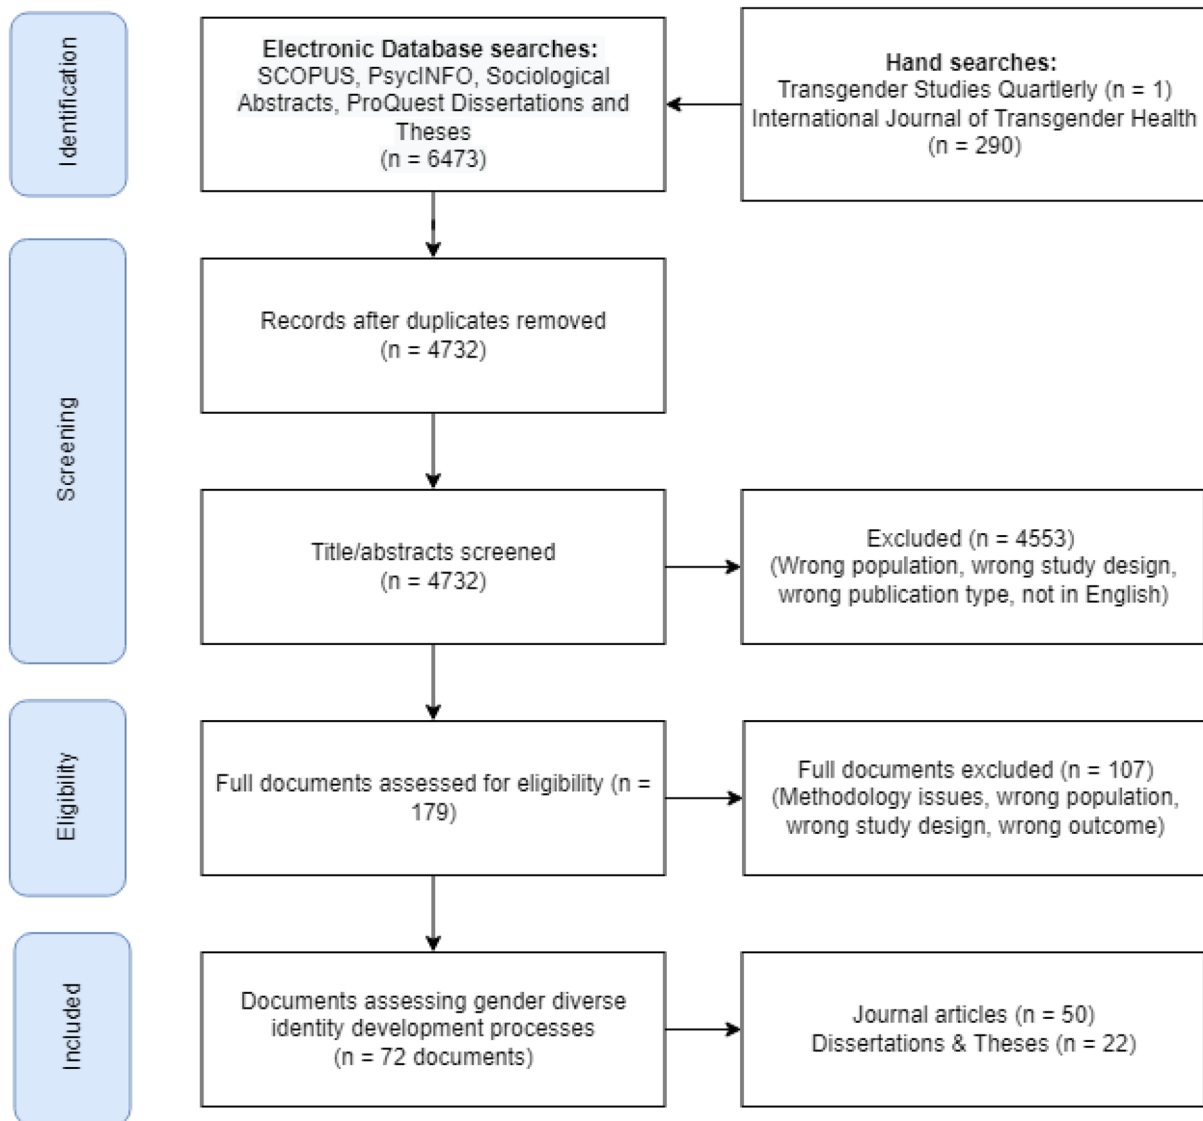 Identification
Electronic Database searches:
SCOPUS, PsycINFO, Sociological
Abstracts, ProQuest Dissertations and
Theses
(n = 6473)
Hand searches:
Transgender Studies Quartlerly (n = 1)
International Journal of Transgender Health
(n = 290)
Screening
Records after duplicates removed
(n = 4732)
Title/abstracts screened
(n = 4732)
Excluded (n = 4553)
(Wrong population, wrong study design,
wrong publication type, not in English)
Eligibility
Full documents assessed for eligibility (n =
179)
Full documents excluded (n = 107)
(Methodology issues, wrong population,
wrong study design, wrong outcome)
Included
Documents assessing gender diverse
identity development processes
(n = 72 documents)
Journal articles (n = 50)
Dissertations & Theses (n = 22)